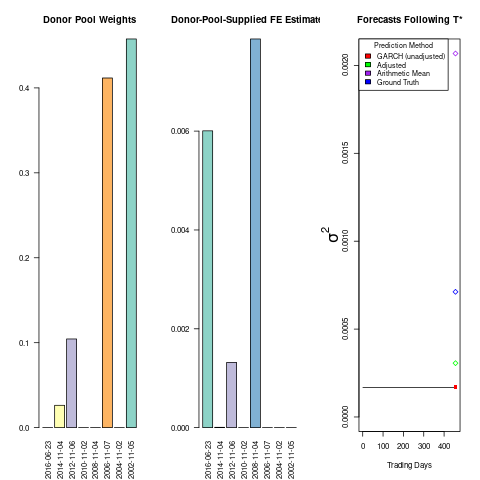 Donor Pool Weights
0.0
0.1
0.2
0.3
0.4
2016-06-23
2014-11-04
2012-11-06
2010-11-02
2008-11-04
2006-11-07
2004-11-02
2002-11-05
Donor-Pool-Supplied FE Estimat
0.000
0.002
0.004
0.006
2016-06-23
2014-11-04
2012-11-06
2010-11-02
2008-11-04
2006-11-07
2004-11-02
2002-11-05
Forecasts Following T*
σ²
0.0000
0.0005
0.0010
0.0015
0.0020
Prediction Method
GARCH (unadjusted)
Adjusted
Arithmetic Mean
Ground Truth
0 100 200 300 400
Trading Days